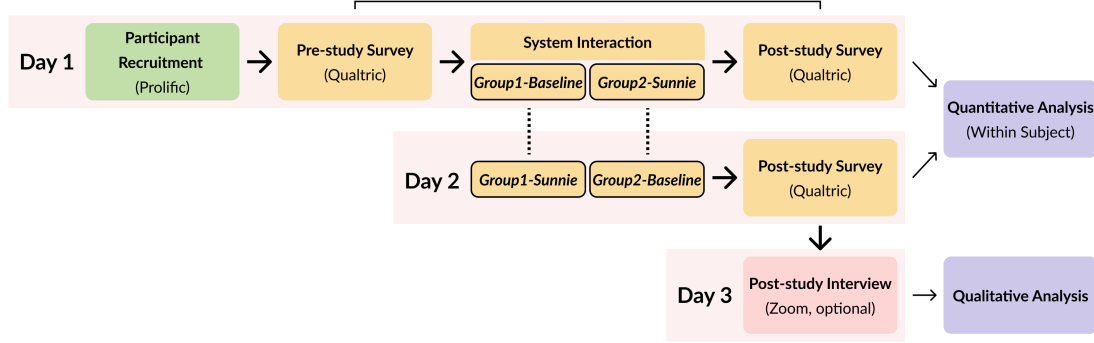 Day 1
Participant
Recruitment
(Prolific)
Pre-study Survey
(Qualtric)
System Interaction
Group1-Baseline
Group2-Sunnie
Post-study Survey
(Qualtric)
Quantitative Analysis
(Within Subject)
Day 2
Group1-Sunnie
Group2-Baseline
Post-study Survey
(Qualtric)
Day 3
Post-study Interview
(Zoom, optional)
Qualitative Analysis